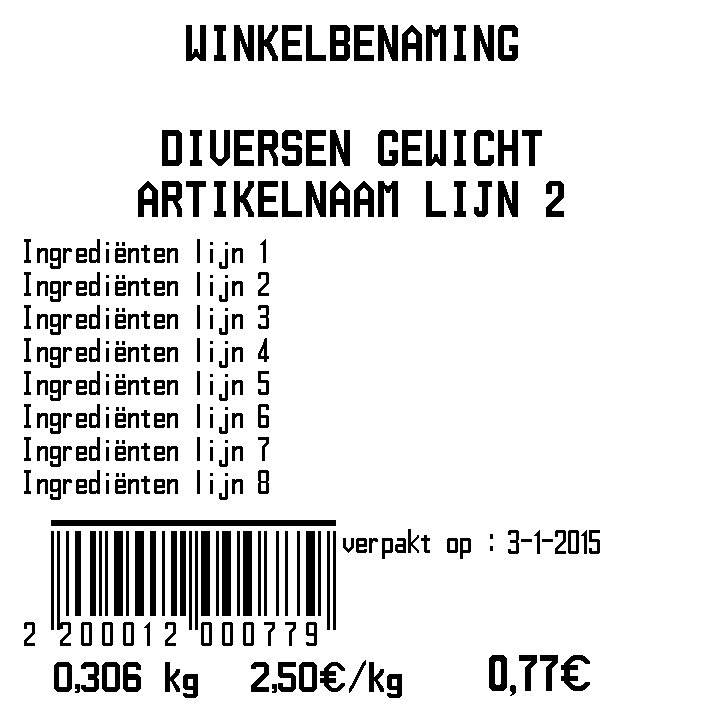 WINKELBENAMING
DIVERSEN GEWICHT
ARTIKELNAAM LIJN 2
Ingrediënten lijn 1
Ingrediënten lijn 2
Ingrediënten lijn 3
Ingrediënten lijn 4
Ingrediënten lijn 5
Ingrediënten lijn 6
Ingrediënten lijn 7
Ingrediënten lijn 8
verpakt op : 3-1-2015
2 200012 000779
0,306 kg 2,50€/kg 0,77€